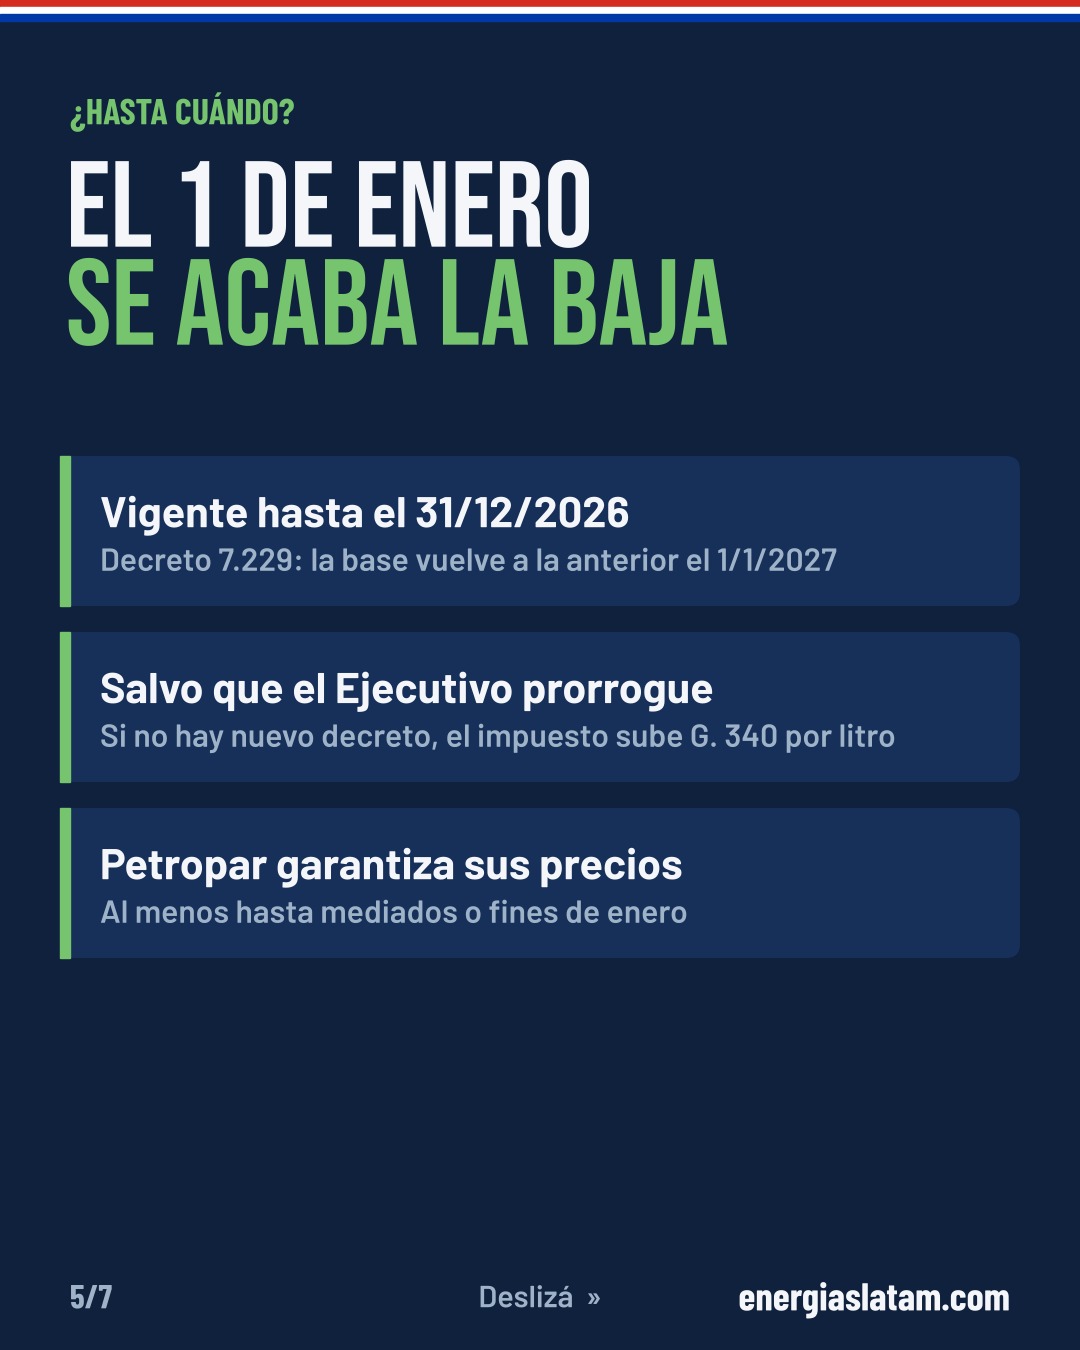 ¿HASTA CUÁNDO?
EL 1 DE ENERO
SE ACABA LA BAJA
Vigente hasta el 31/12/2026
Decreto 7.229: la base vuelve a la anterior el 1/1/2027
Salvo que el Ejecutivo prorrogue
Si no hay nuevo decreto, el impuesto sube G. 340 por litro
Petropar garantiza sus precios
Al menos hasta mediados o fines de enero
5/7
Deslizá »
energiaslatam.com